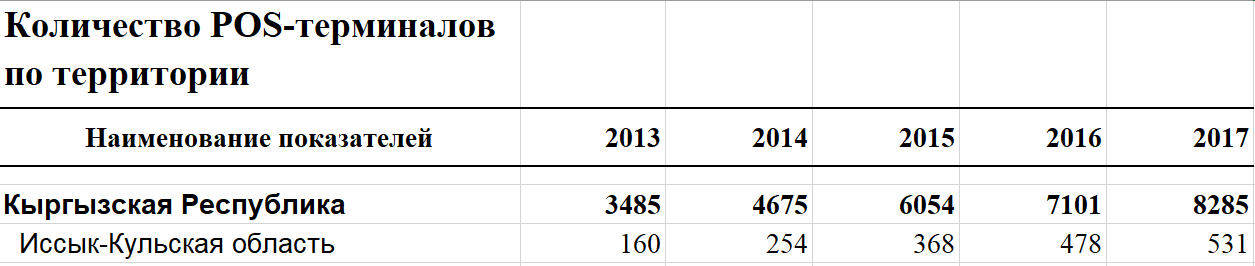 Количество POS-терминалов
по территории
Наименование показателей 2013 2014 2015 2016 2017
Кыргызская Республика 3485 4675 6054 7101 8285
Иссык-Кульская область 160 254 368 478 531